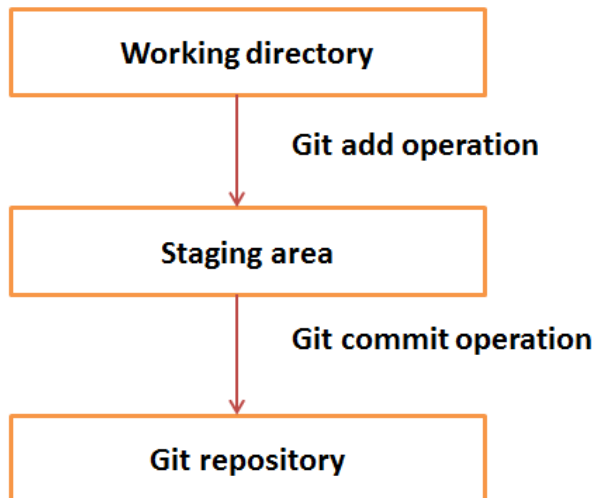 Working directory
Git add operation
Staging area
Git commit operation
Git repository